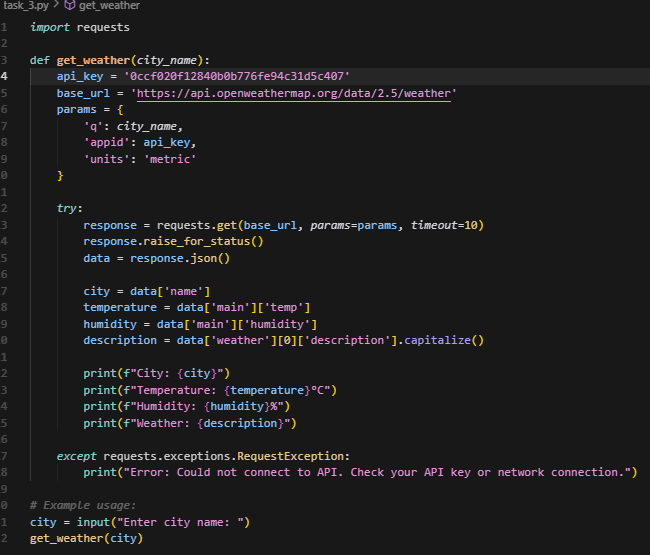 task_3.py > get_weather
1 import requests
2
3 def get_weather(city_name):
4     api_key = '0ccf020f12840b0b776fe94c31d5c407'
5     base_url = 'https://api.openweathermap.org/data/2.5/weather'
6     params = {
7         'q': city_name,
8         'appid': api_key,
9         'units': 'metric'
0     }
1
2     try:
3         response = requests.get(base_url, params=params, timeout=10)
4         response.raise_for_status()
5         data = response.json()
6
7         city = data['name']
8         temperature = data['main']['temp']
9         humidity = data['main']['humidity']
0         description = data['weather'][0]['description'].capitalize()
1
2         print(f"City: {city}")
3         print(f"Temperature: {temperature}°C")
4         print(f"Humidity: {humidity}%")
5         print(f"Weather: {description}")
6
7     except requests.exceptions.RequestException:
8         print("Error: Could not connect to API. Check your API key or network connection.")
9
0 # Example usage:
1 city = input("Enter city name: ")
2 get_weather(city)